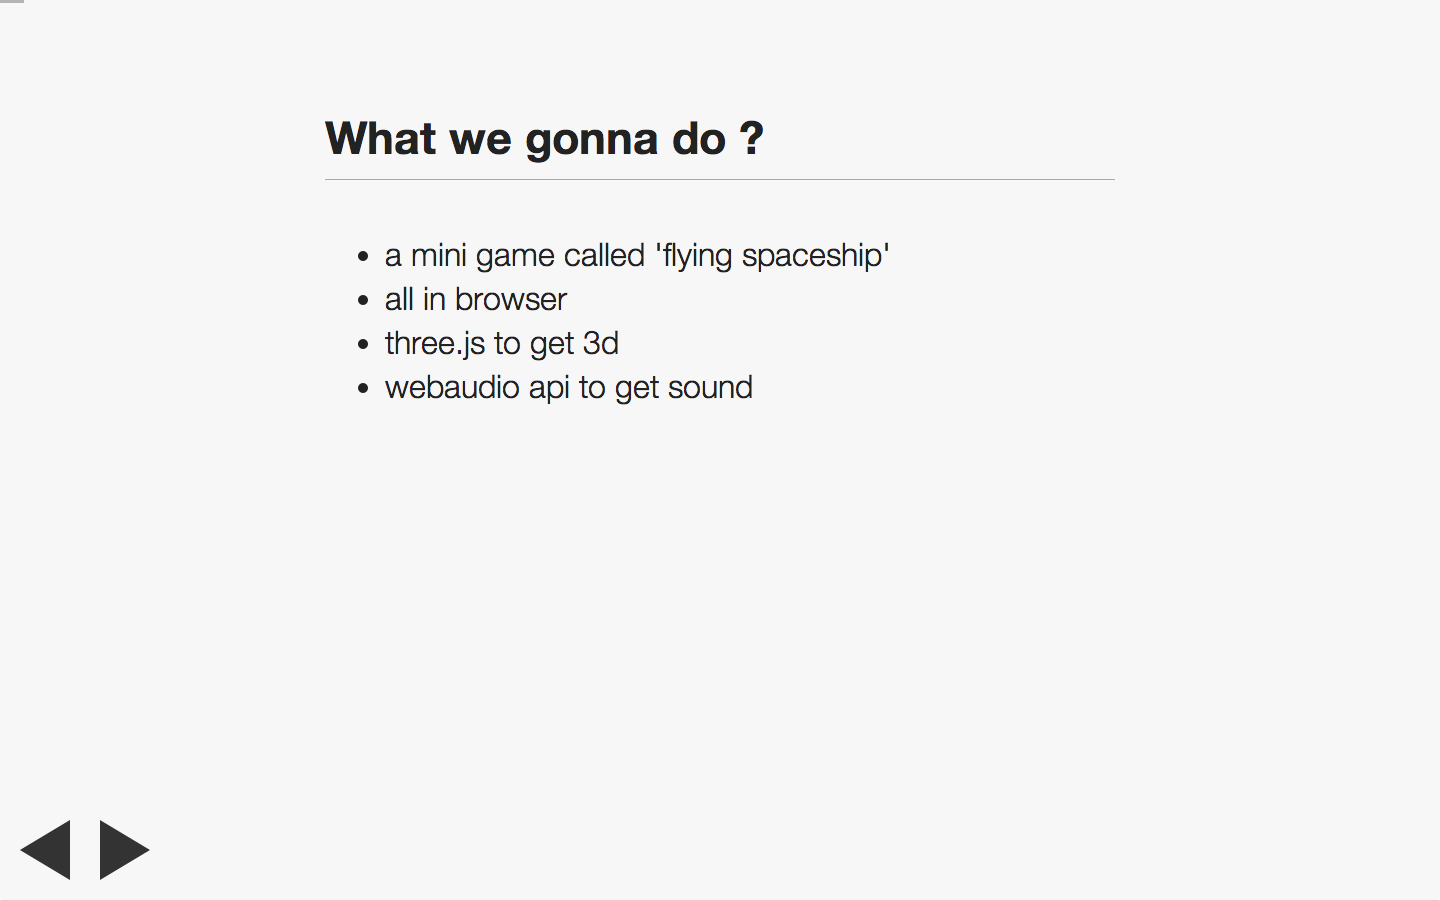 What we gonna do ?
a mini game called 'flying spaceship'
all in browser
three.js to get 3d
webaudio api to get sound